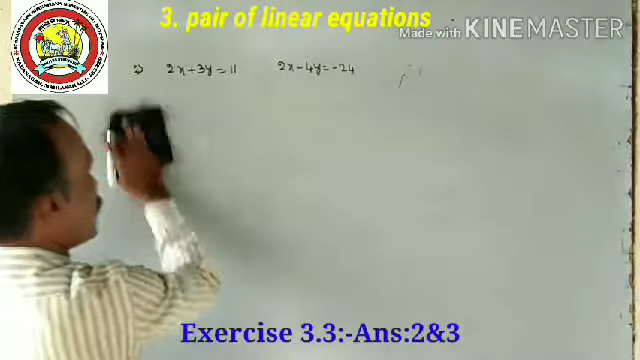 3. pair of linear equations
Made with KINEMASTER
2) 2x+3y=11 2x-4y=-24
Exercise 3.3:-Ans:2&3